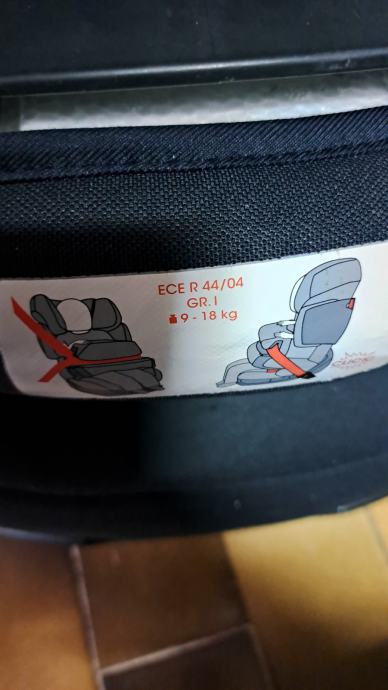 ECE R 44/04
GR. I
9 - 18 kg